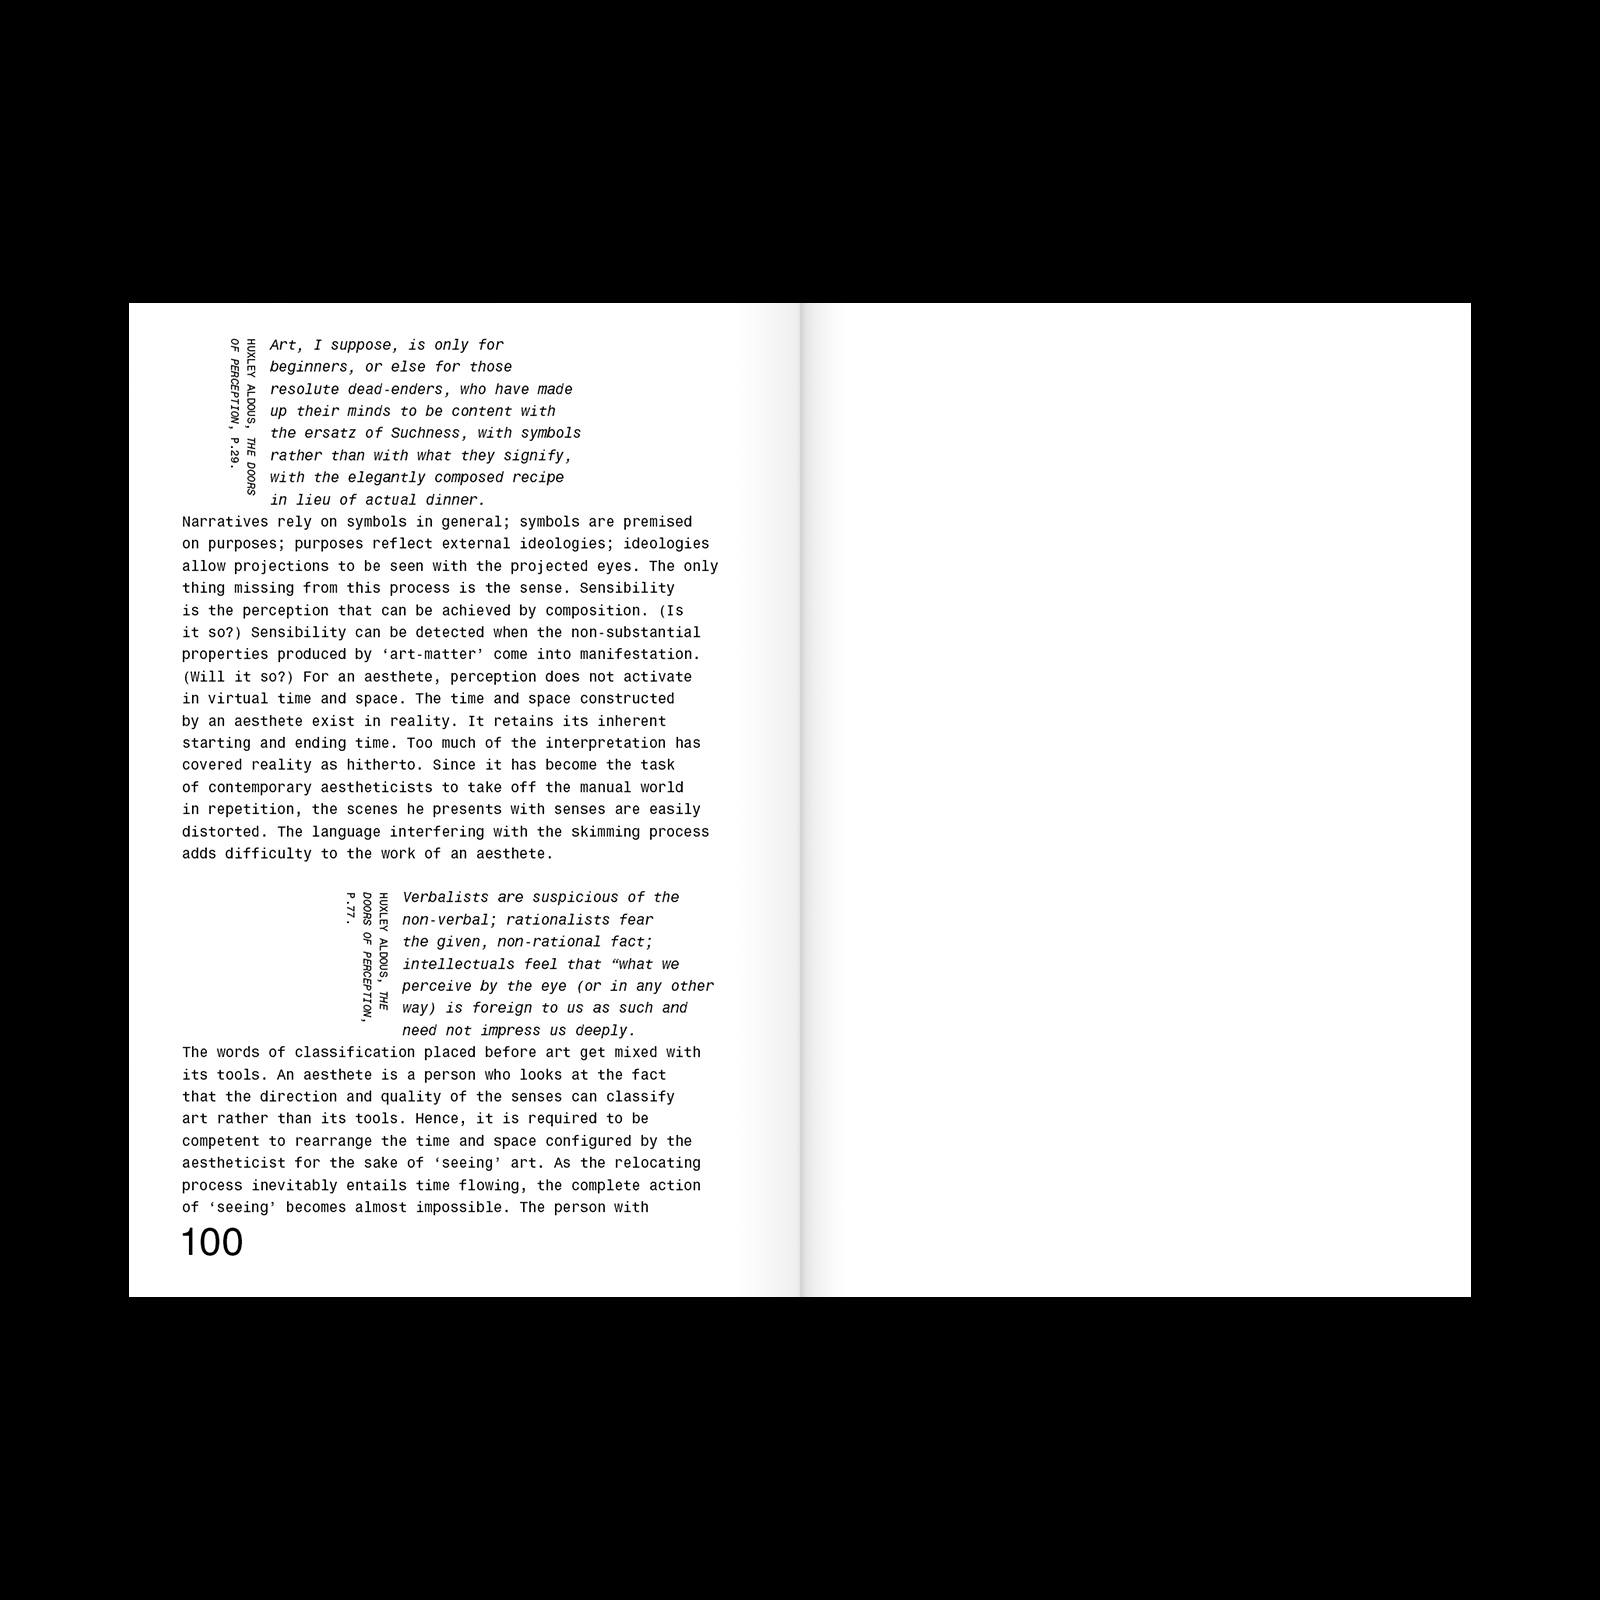 HUXLEY ALDOUS, THE DOORS
OF PERCEPTION, P.29.
Art, I suppose, is only for
beginners, or else for those
resolute dead-enders, who have made
up their minds to be content with
the ersatz of Suchness, with symbols
rather than with what they signify,
with the elegantly composed recipe
in lieu of actual dinner.
Narratives rely on symbols in general; symbols are premised
on purposes; purposes reflect external ideologies; ideologies
allow projections to be seen with the projected eyes. The only
thing missing from this process is the sense. Sensibility
is the perception that can be achieved by composition. (Is
it so?) Sensibility can be detected when the non-substantial
properties produced by ‘art-matter’ come into manifestation.
(Will it so?) For an aesthete, perception does not activate
in virtual time and space. The time and space constructed
by an aesthete exist in reality. It retains its inherent
starting and ending time. Too much of the interpretation has
covered reality as hitherto. Since it has become the task
of contemporary aestheticists to take off the manual world
in repetition, the scenes he presents with senses are easily
distorted. The language interfering with the skimming process
adds difficulty to the work of an aesthete.
HUXLEY ALDOUS, THE
DOORS OF PERCEPTION,
P.77.
Verbalists are suspicious of the
non-verbal; rationalists fear
the given, non-rational fact;
intellectuals feel that “what we
perceive by the eye (or in any other
way) is foreign to us as such and
need not impress us deeply.
The words of classification placed before art get mixed with
its tools. An aesthete is a person who looks at the fact
that the direction and quality of the senses can classify
art rather than its tools. Hence, it is required to be
competent to rearrange the time and space configured by the
aestheticist for the sake of ‘seeing’ art. As the relocating
process inevitably entails time flowing, the complete action
of ‘seeing’ becomes almost impossible. The person with
100